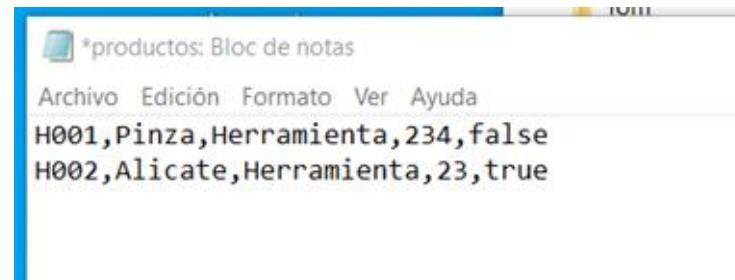 *productos: Bloc de notas
Archivo Edición Formato Ver Ayuda
H001,Pinza,Herramienta,234,false
H002,Alicate,Herramienta,23,true